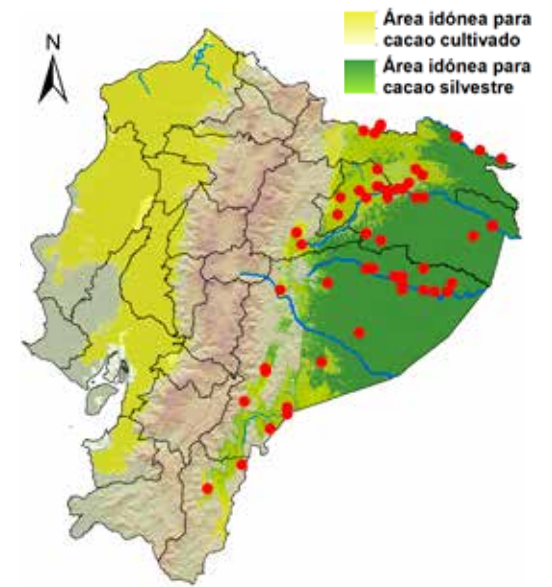 Área idónea para
cacao cultivado
N
Área idónea para
cacao silvestre